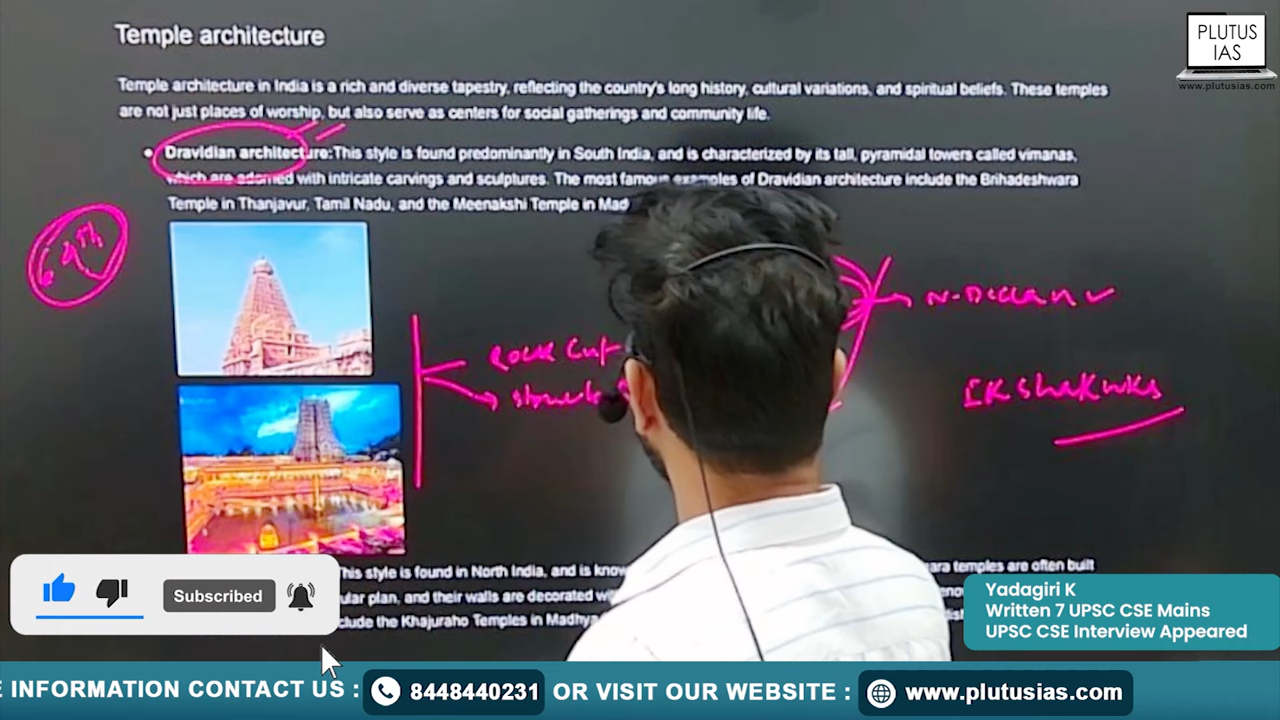 PLUTUS
IAS
www.plutusias.com
Temple architecture
Temple architecture in India is a rich and diverse tapestry, reflecting the country's long history, cultural variations, and spiritual beliefs. These temples
are not just places of worship, but also serve as centers for social gatherings and community life.
• Dravidian architecture:This style is found predominantly in South India, and is characterized by its tall, pyramidal towers called vimanas,
which are adorned with intricate carvings and sculptures. The most famous examples of Dravidian architecture include the Brihadeshwara
Temple in Thanjavur, Tamil Nadu, and the Meenakshi Temple in Mad
N-Deccan
Rock Cut
Ikshakuks
This style is found in North India, and is know
temples are often built
plan, and their walls are decorated
clude the Khajuraho Temples in Madhya
Subscribed
Yadagiri K
Written 7 UPSC CSE Mains
UPSC CSE Interview Appeared
E INFORMATION CONTACT US : 8448440231 OR VISIT OUR WEBSITE : www.plutusias.com